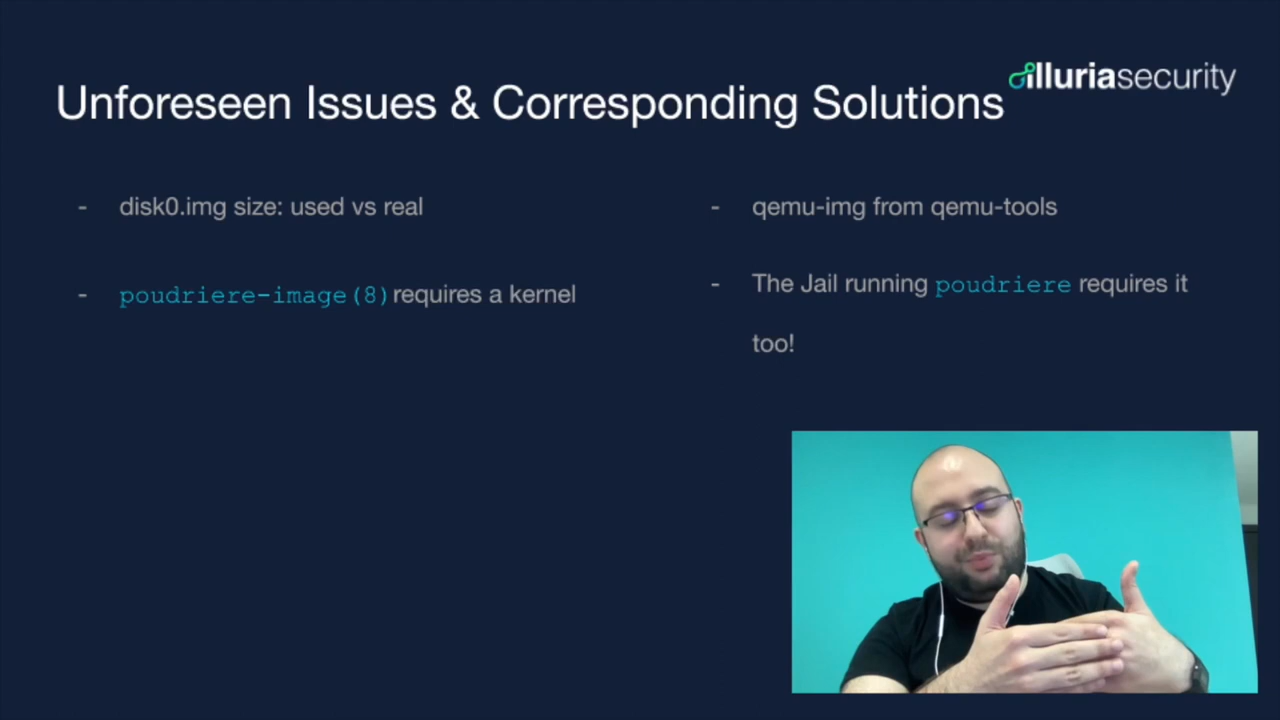 illuriasecurity
Unforeseen Issues & Corresponding Solutions
- disk0.img size: used vs real
- poudriere-image(8)requires a kernel
- qemu-img from qemu-tools
- The Jail running poudriere requires it
too!